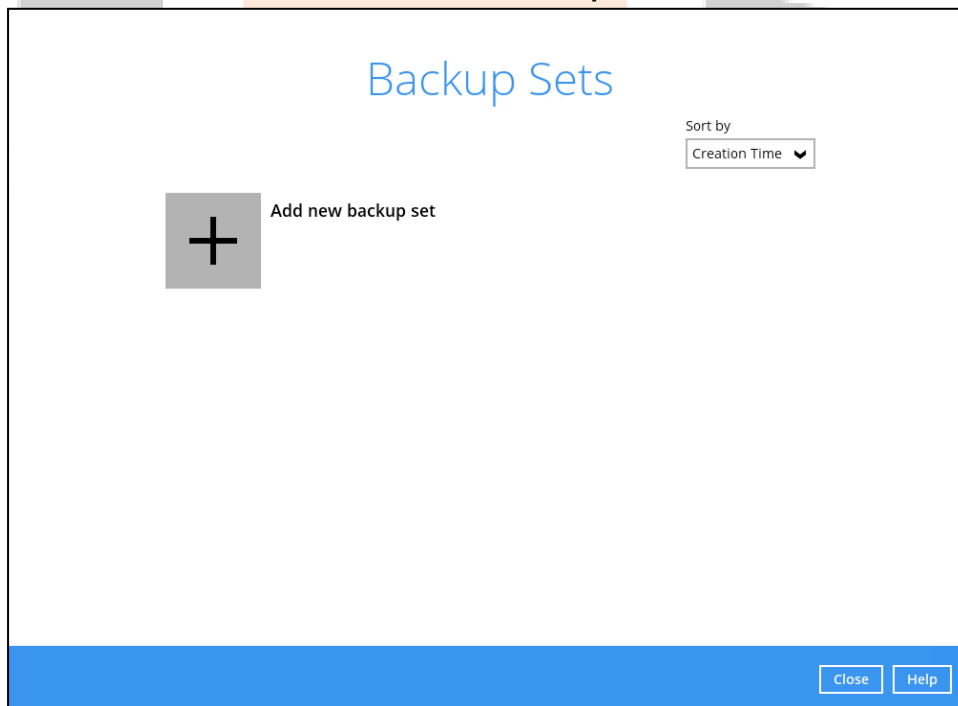 Backup Sets
Sort by
Creation Time
Add new backup set
Close
Help